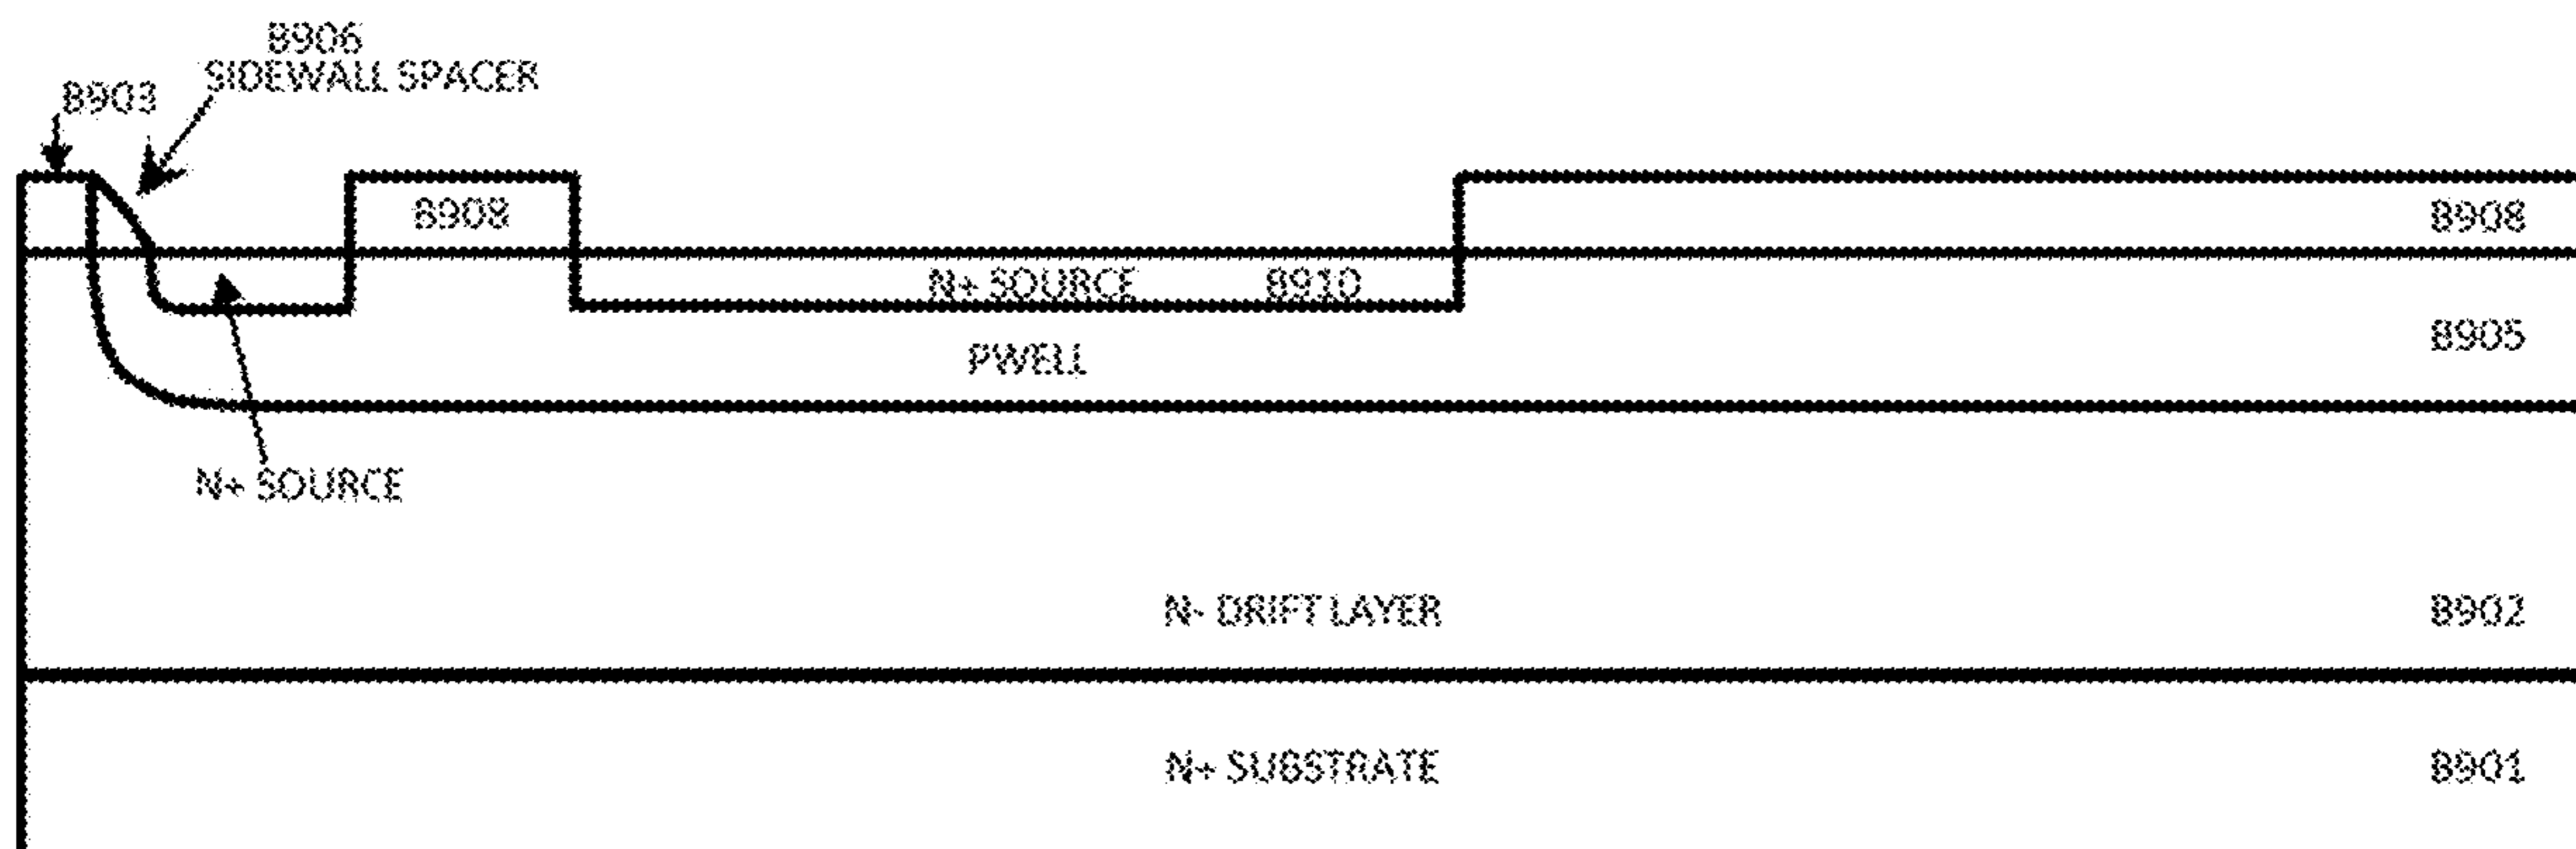 8906
SIDEWALL SPACER
8903
8908
8908
N+ SOURCE 8910
8905
PWELL
N+ SOURCE
N- DRIFT LAYER 8902
N+ SUBSTRATE 8901